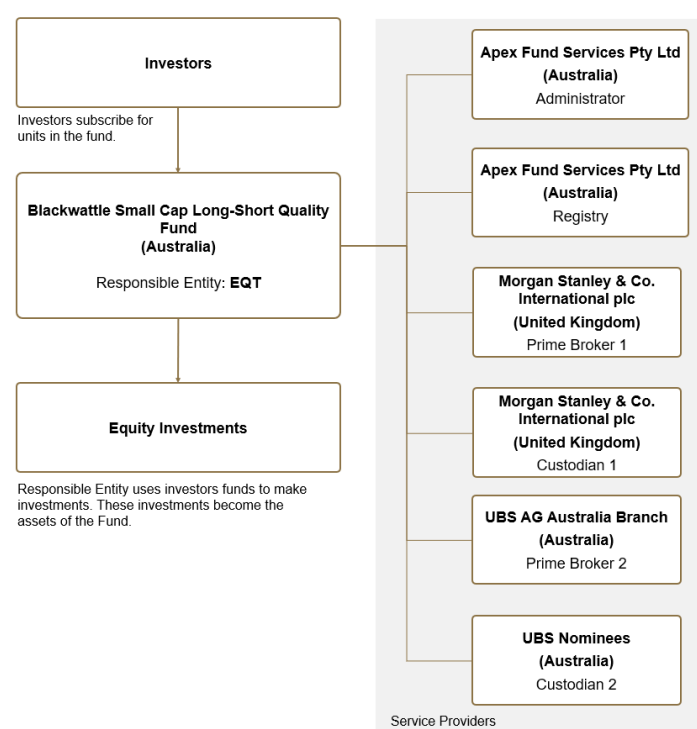 Investors
Investors subscribe for
units in the fund.
Blackwattle Small Cap Long-Short Quality
Fund
(Australia)
Responsible Entity: EQT
Equity Investments
Responsible Entity uses investors funds to make
investments. These investments become the
assets of the Fund.
Apex Fund Services Pty Ltd
(Australia)
Administrator
Apex Fund Services Pty Ltd
(Australia)
Registry
Morgan Stanley & Co.
International plc
(United Kingdom)
Prime Broker 1
Morgan Stanley & Co.
International plc
(United Kingdom)
Custodian 1
UBS AG Australia Branch
(Australia)
Prime Broker 2
UBS Nominees
(Australia)
Custodian 2
Service Providers